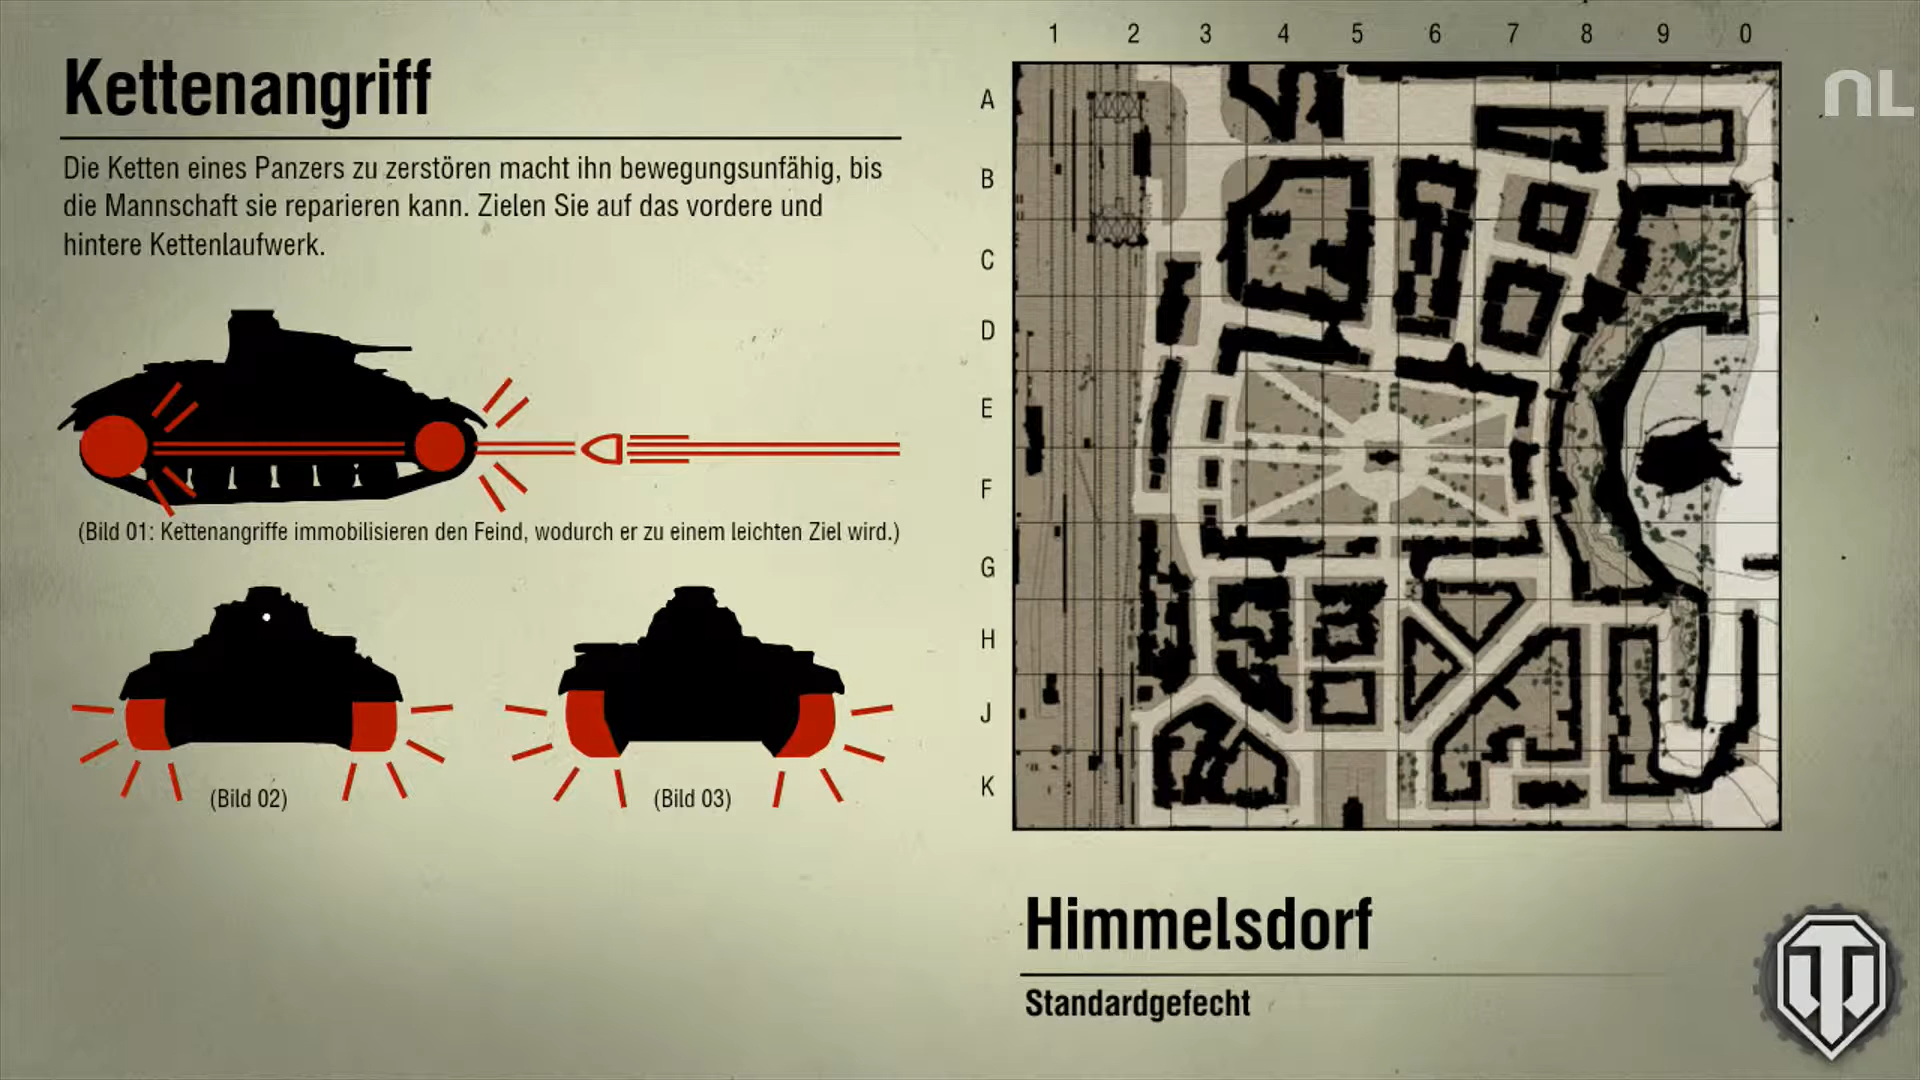 Kettenangriff
Die Ketten eines Panzers zu zerstören macht ihn bewegungsunfähig, bis
die Mannschaft sie reparieren kann. Zielen Sie auf das vordere und
hintere Kettenlaufwerk.
(Bild 01: Kettenangriffe immobilisieren den Feind, wodurch er zu einem leichten Ziel wird.)
(Bild 02)
(Bild 03)
1 2 3 4 5 6 7 8 9 0
A
B
C
D
E
F
G
H
J
K
nL
Himmelsdorf
Standardgefecht